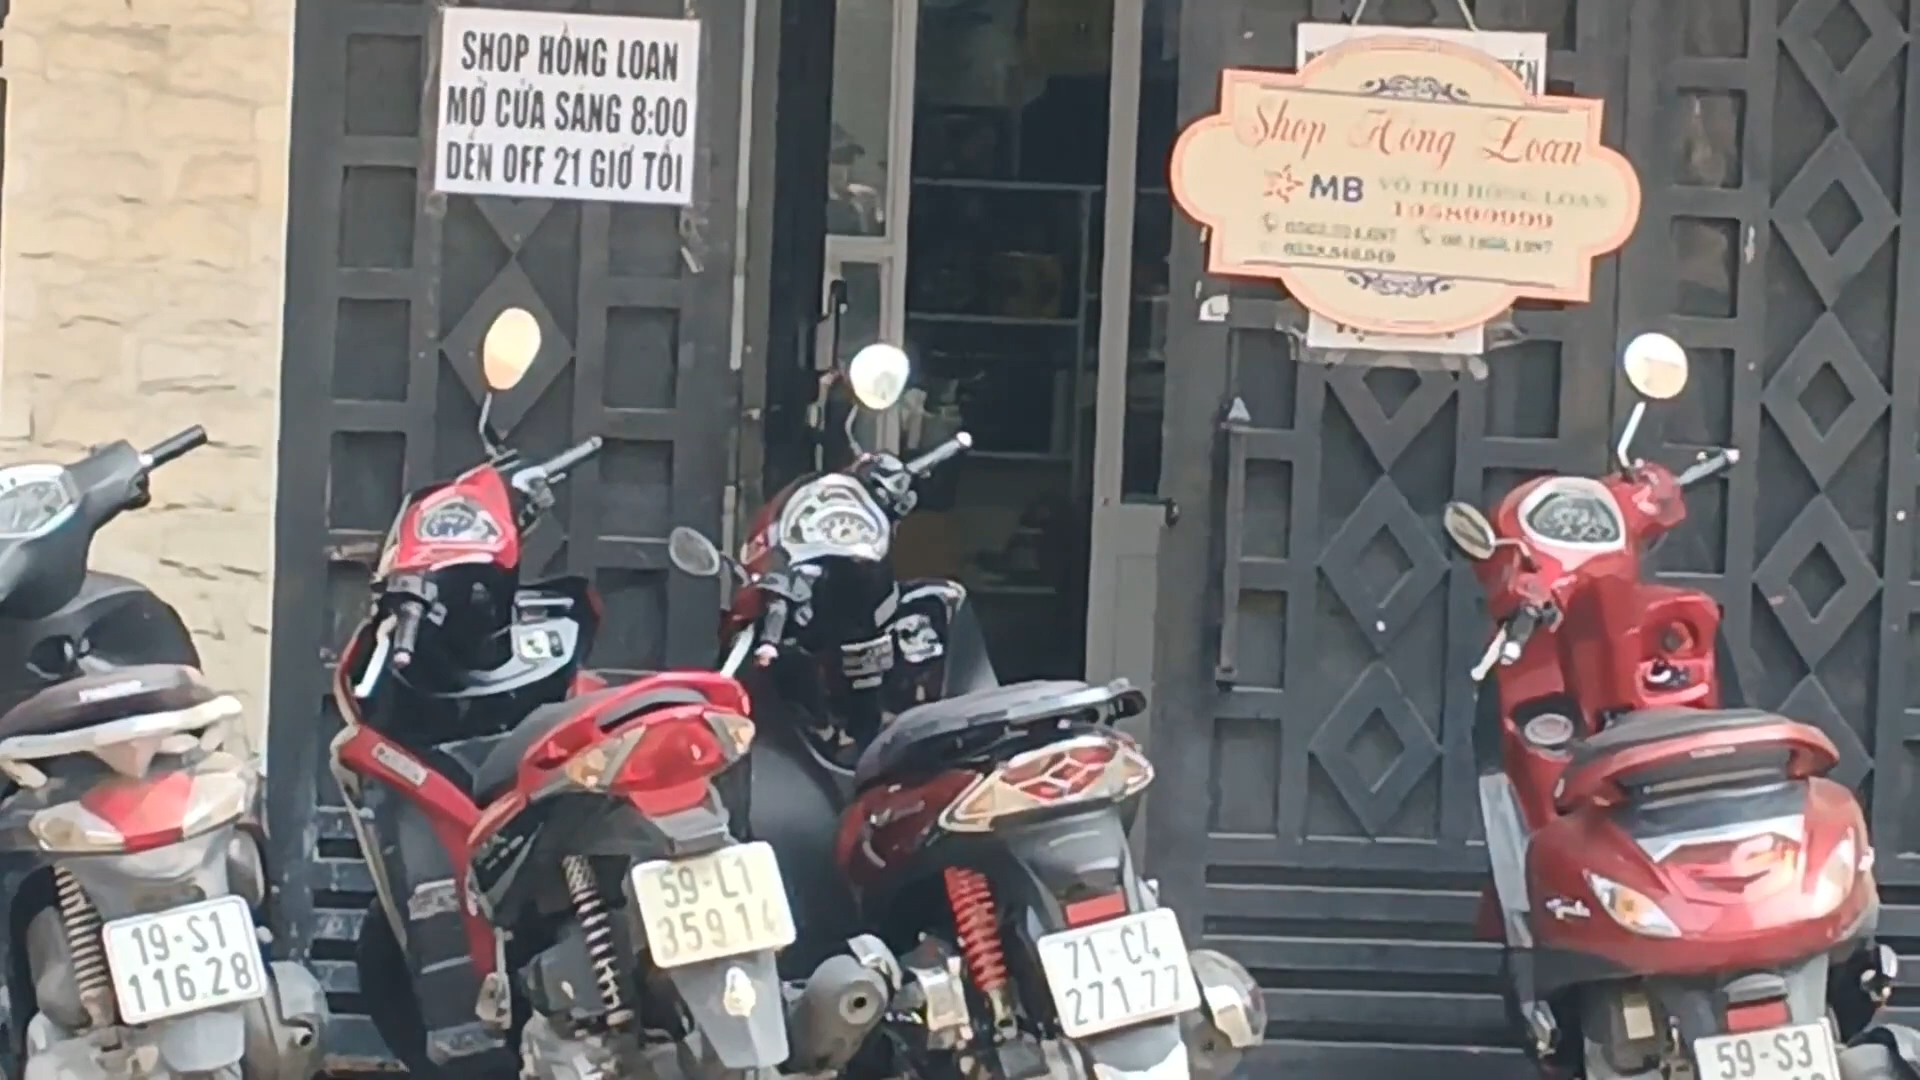 SHOP HỒNG LOAN
MỞ CỬA SÁNG 8:00
ĐẾN OFF 21 GIỜ TỐI
Shop Hồng Loan
MB VÕ THỊ HỒNG LOAN
19-S1
116.28
59-L1
359.14
71-C4
271.77
59-S3